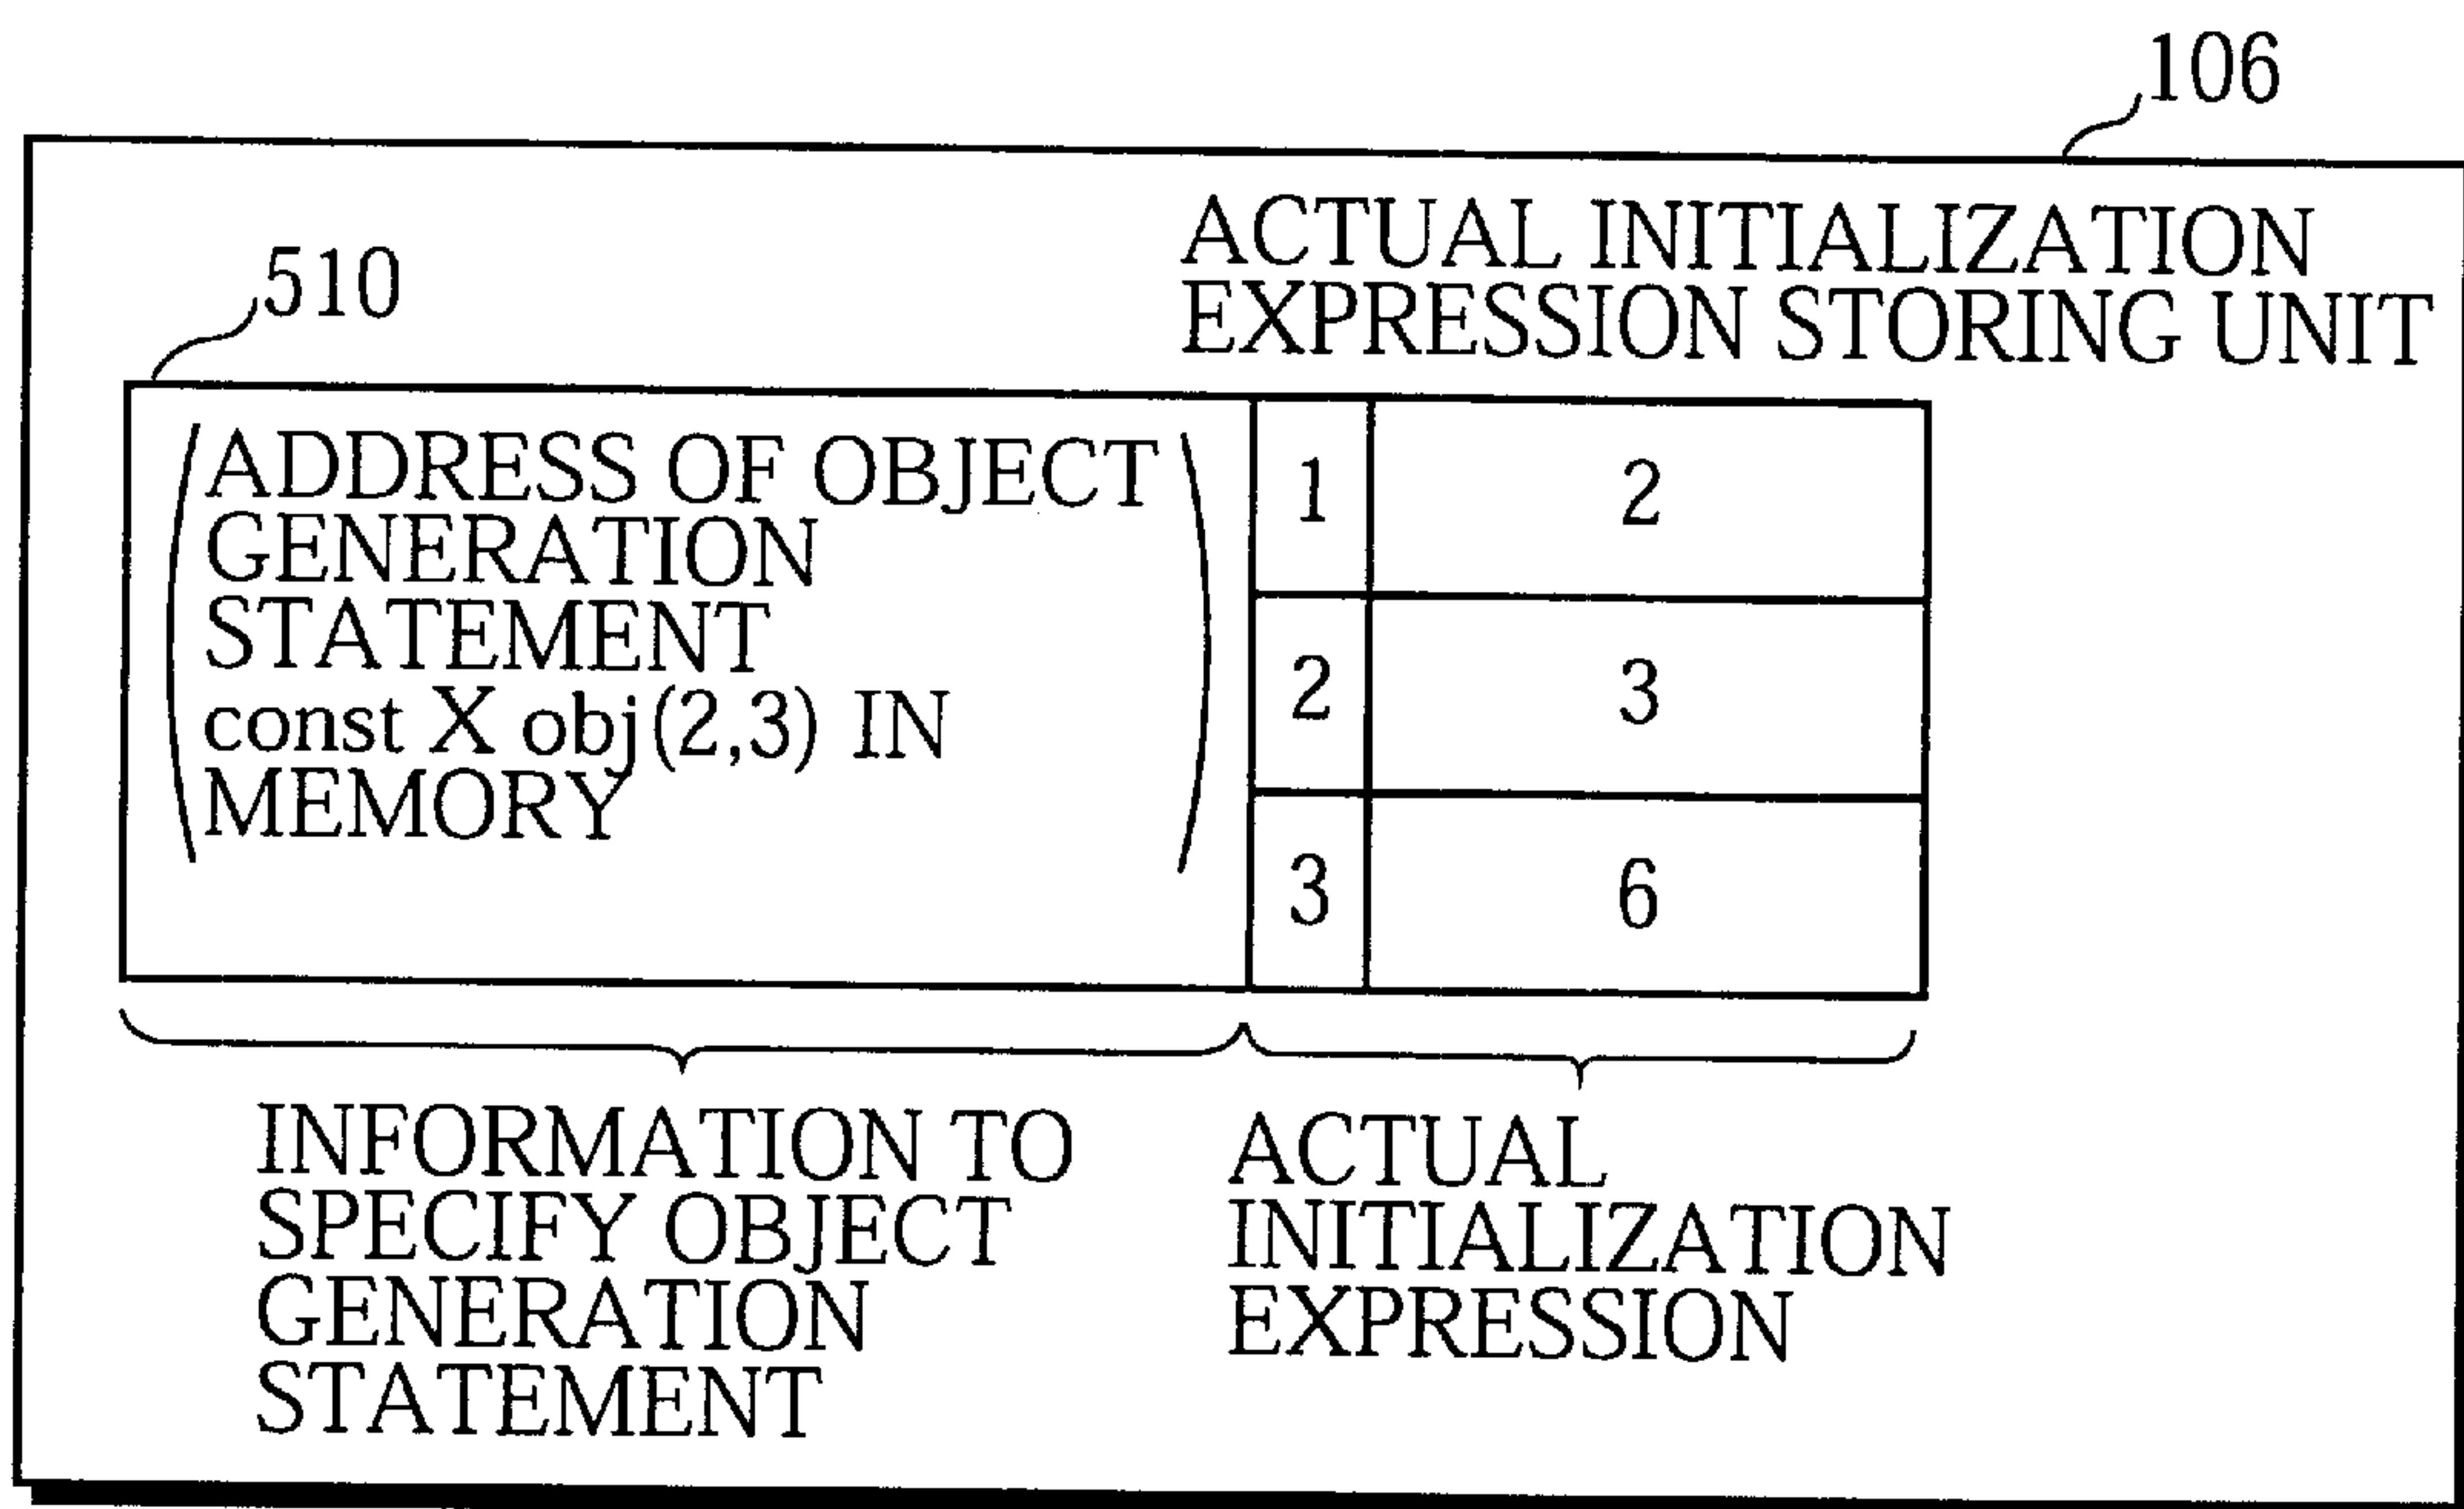 106
ACTUAL INITIALIZATION
EXPRESSION STORING UNIT
510
ADDRESS OF OBJECT
GENERATION
STATEMENT
const X obj(2,3) IN
MEMORY
1 2
2 3
3 6
INFORMATION TO
SPECIFY OBJECT
GENERATION
STATEMENT
ACTUAL
INITIALIZATION
EXPRESSION